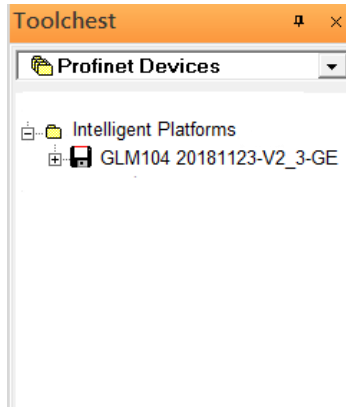 Toolchest
Profinet Devices
Intelligent Platforms
GLM104 20181123-V2_3-GE